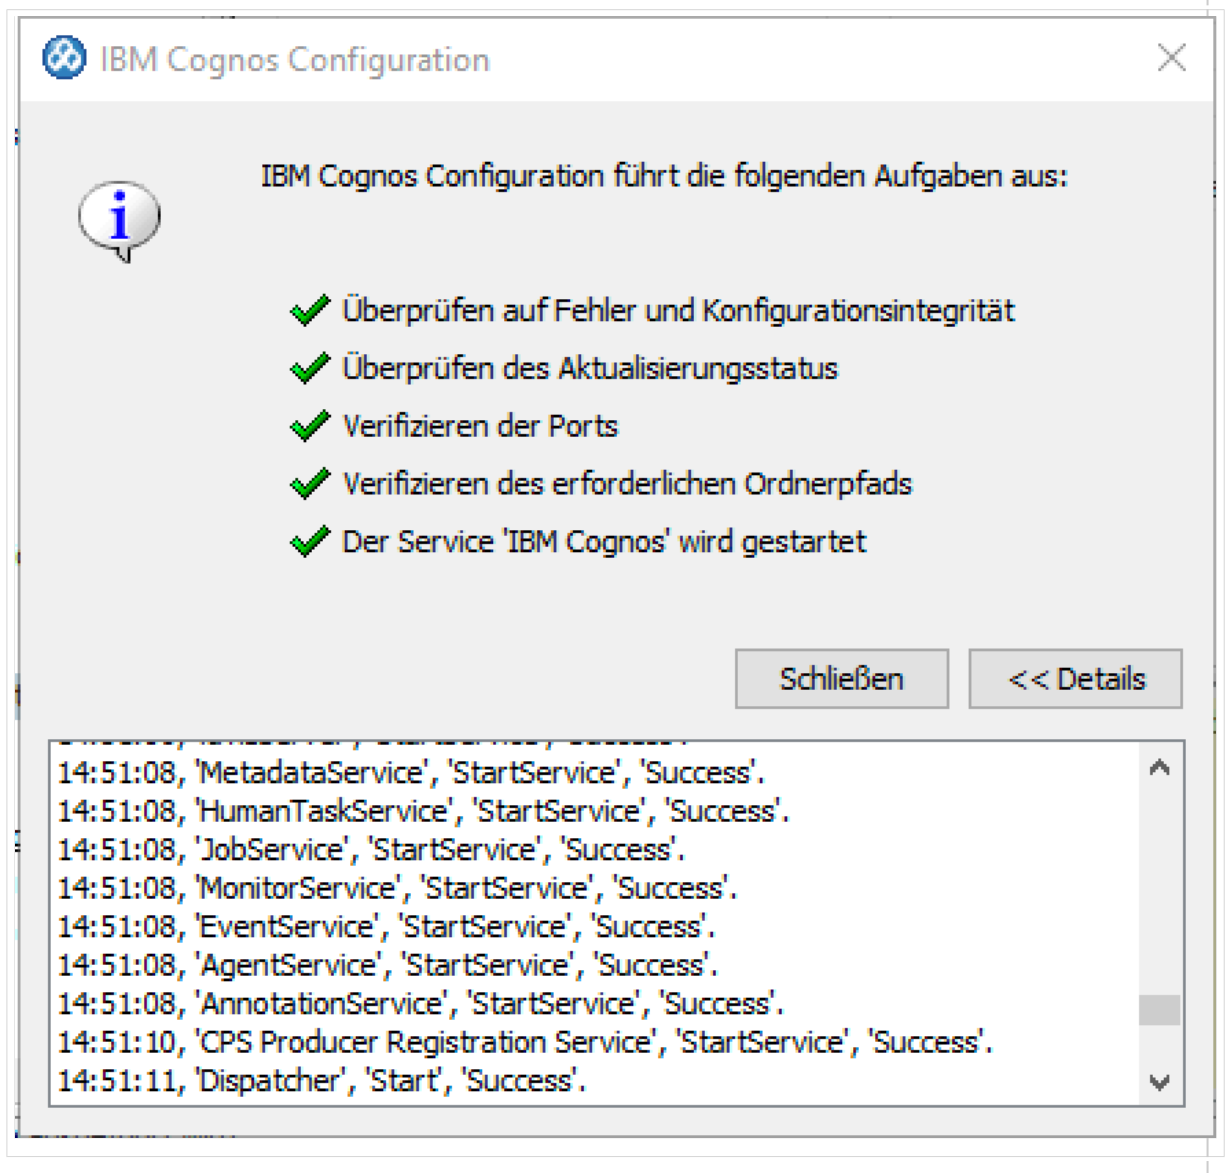 IBM Cognos Configuration
IBM Cognos Configuration führt die folgenden Aufgaben aus:
Überprüfen auf Fehler und Konfigurationsintegrität
Überprüfen des Aktualisierungsstatus
Verifizieren der Ports
Verifizieren des erforderlichen Ordnerpfads
Der Service 'IBM Cognos' wird gestartet
Schließen
<< Details
14:51:08, 'MetadataService', 'StartService', 'Success'.
14:51:08, 'HumanTaskService', 'StartService', 'Success'.
14:51:08, 'JobService', 'StartService', 'Success'.
14:51:08, 'MonitorService', 'StartService', 'Success'.
14:51:08, 'EventService', 'StartService', 'Success'.
14:51:08, 'AgentService', 'StartService', 'Success'.
14:51:08, 'AnnotationService', 'StartService', 'Success'.
14:51:10, 'CPS Producer Registration Service', 'StartService', 'Success'.
14:51:11, 'Dispatcher', 'Start', 'Success'.